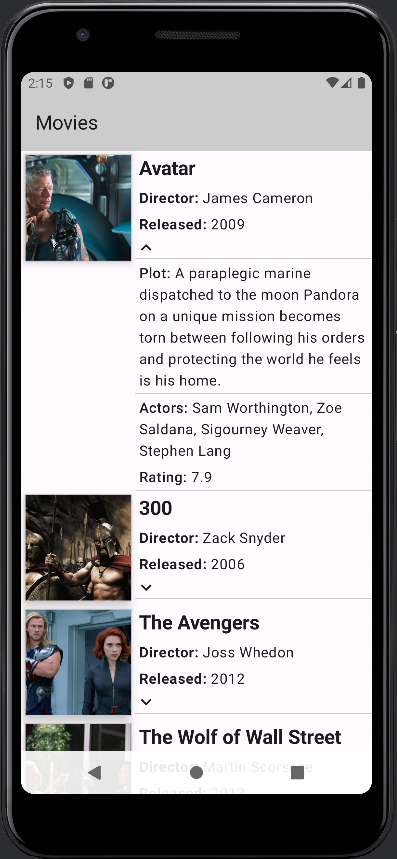 2:15
Movies
Avatar
Director: James Cameron
Released: 2009
Plot: A paraplegic marine
dispatched to the moon Pandora
on a unique mission becomes
torn between following his orders
and protecting the world he feels
is his home.
Actors: Sam Worthington, Zoe
Saldana, Sigourney Weaver,
Stephen Lang
Rating: 7.9
300
Director: Zack Snyder
Released: 2006
The Avengers
Director: Joss Whedon
Released: 2012
The Wolf of Wall Street
Director: Martin Scorsese
Released: 2013